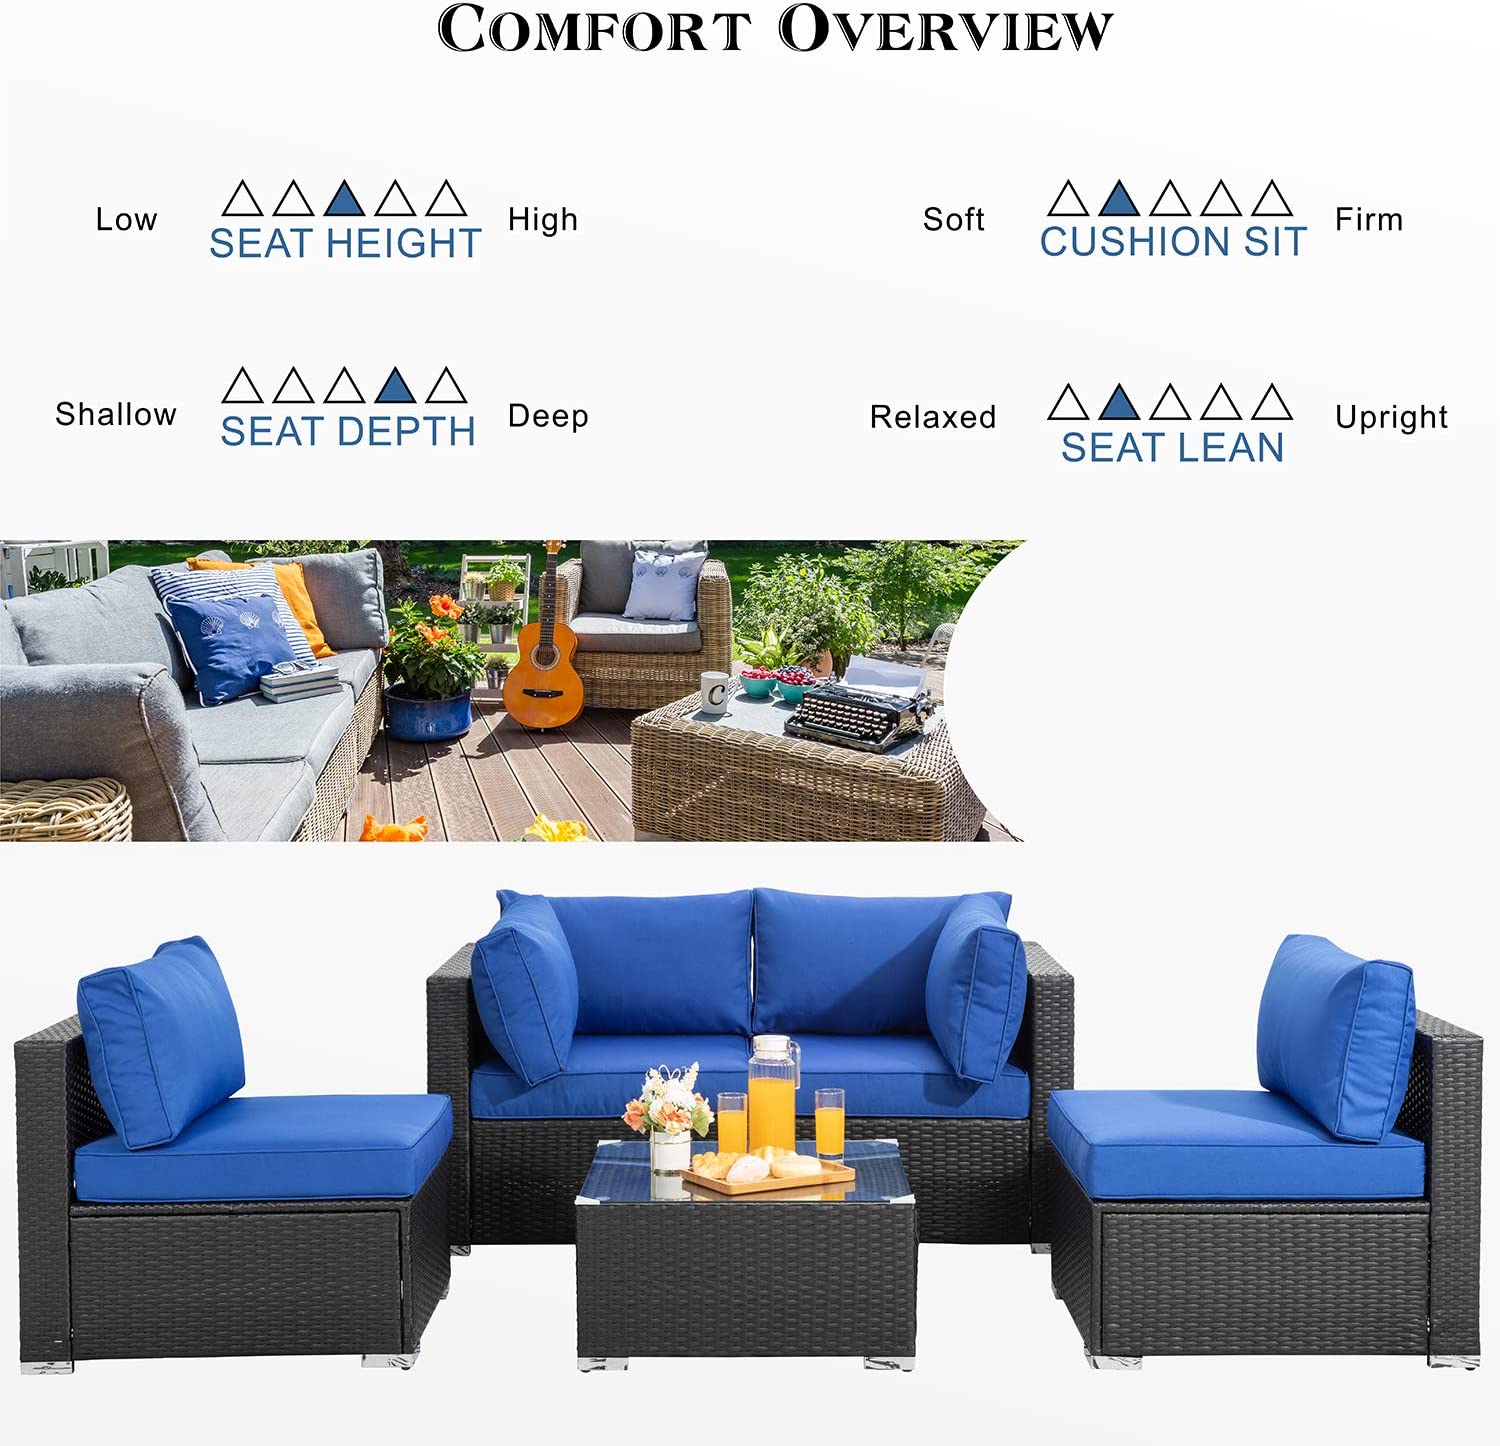 COMFORT OVERVIEW
Low
SEAT HEIGHT
High
Soft
CUSHION SIT
Firm
Shallow
SEAT DEPTH
Deep
Relaxed
SEAT LEAN
Upright
C